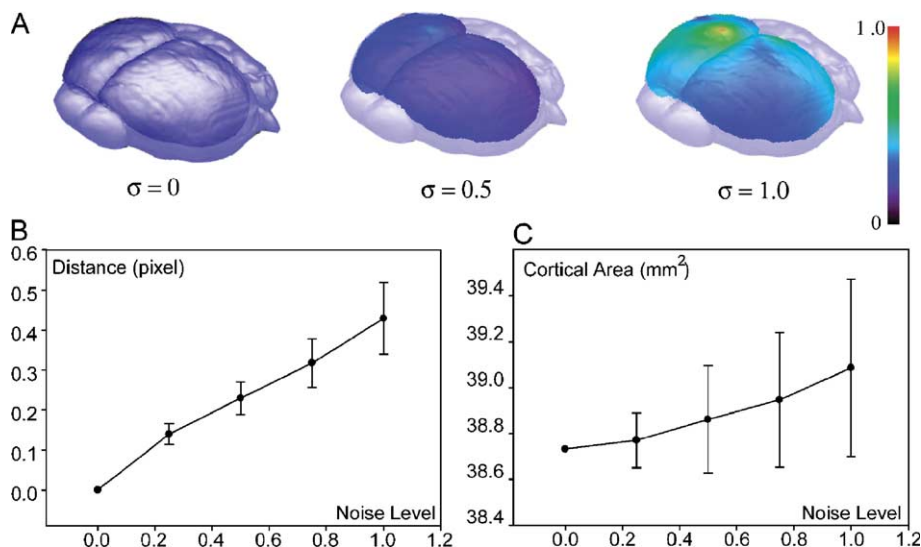 A
1.0
0
σ = 0
σ = 0.5
σ = 1.0
B
Distance (pixel)
0.6
0.5
0.4
0.3
0.2
0.1
0.0
Noise Level
0.0 0.2 0.4 0.6 0.8 1.0 1.2
C
Cortical Area (mm²)
39.4
39.2
39.0
38.8
38.6
38.4
Noise Level
0.0 0.2 0.4 0.6 0.8 1.0 1.2